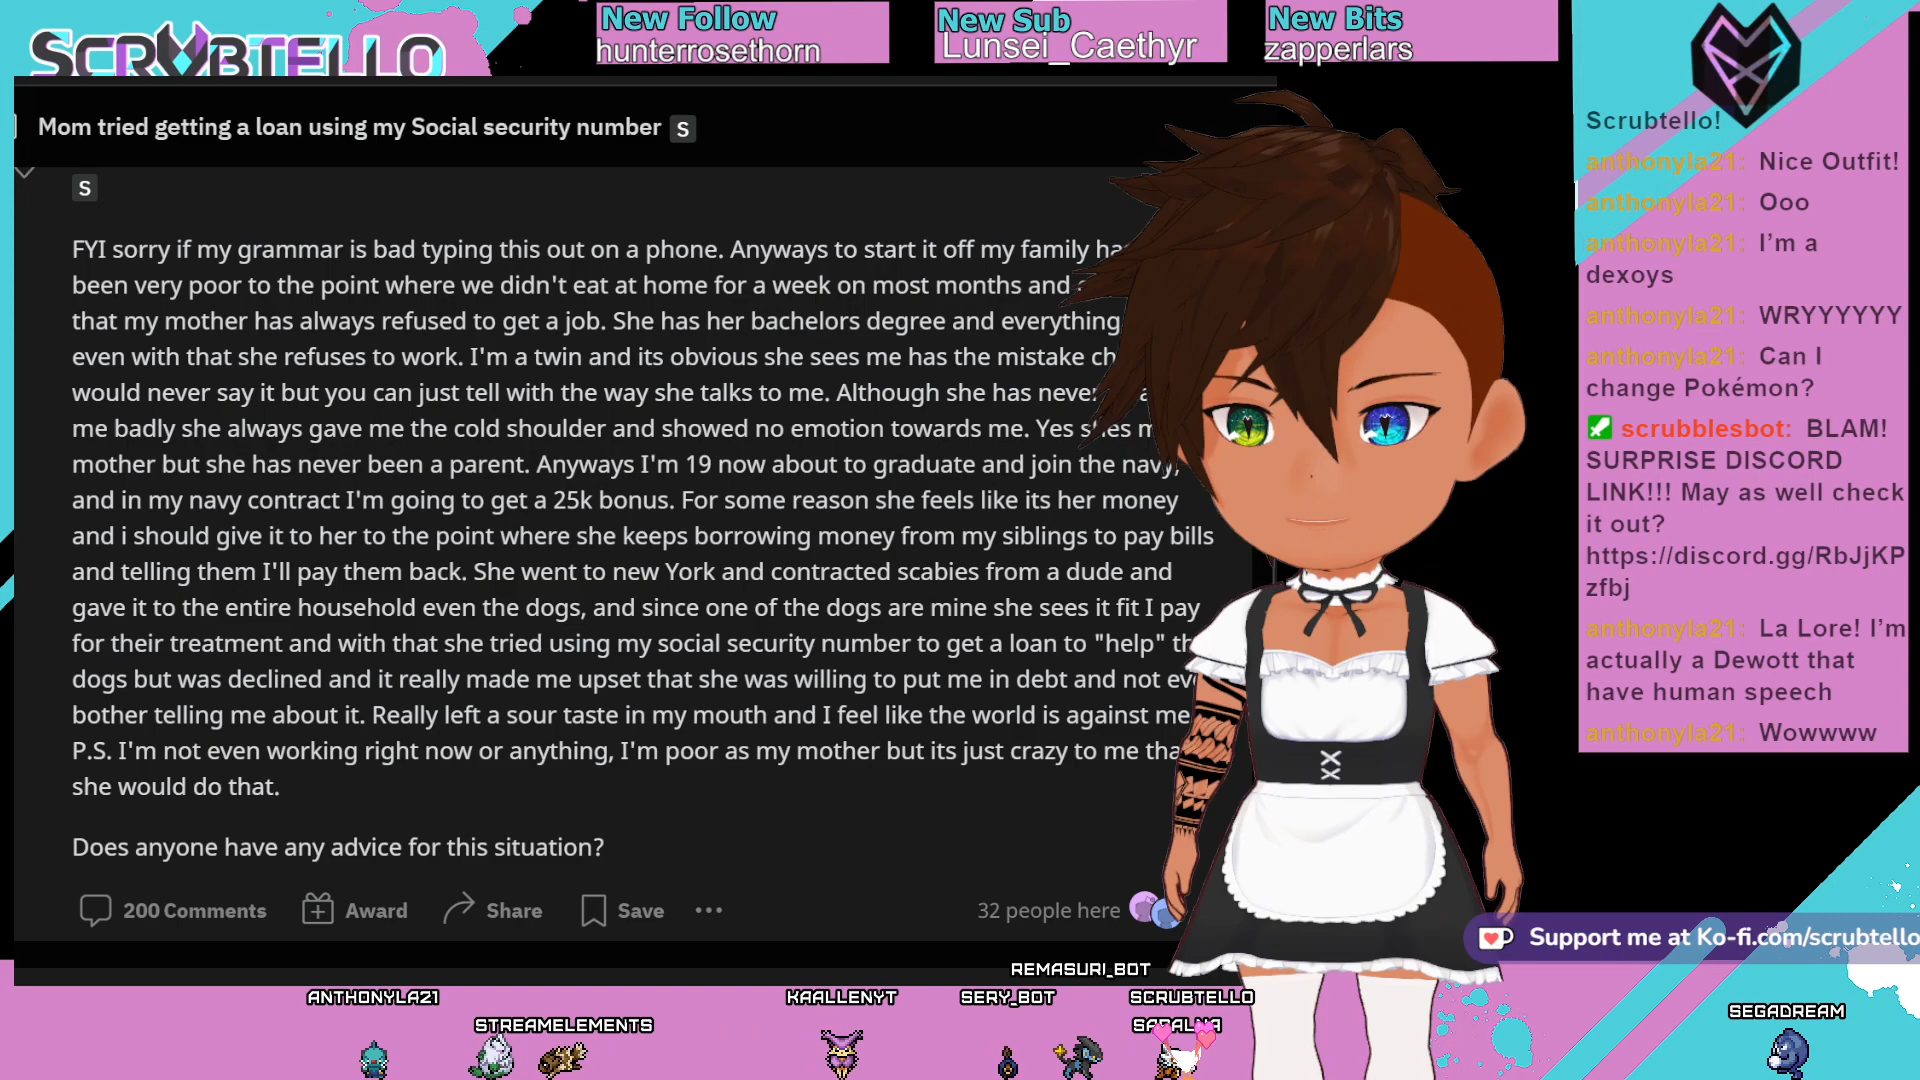 SCRUBTELLO
New Follow
hunterrosethorn
New Sub
Lunsei_Caethyr
New Bits
zapperlars
Mom tried getting a loan using my Social security number S
S
FYI sorry if my grammar is bad typing this out on a phone. Anyways to start it off my family
been very poor to the point where we didn't eat at home for a week on most months and
that my mother has always refused to get a job. She has her bachelors degree and everything
even with that she refuses to work. I'm a twin and its obvious she sees me has the mistake
would never say it but you can just tell with the way she talks to me. Although she has never
me badly she always gave me the cold shoulder and showed no emotion towards me. Yes
mother but she has never been a parent. Anyways I'm 19 now about to graduate and join the navy,
and in my navy contract I'm going to get a 25k bonus. For some reason she feels like its her money
and i should give it to her to the point where she keeps borrowing money from my siblings to pay bills
and telling them I'll pay them back. She went to new York and contracted scabies from a dude and
gave it to the entire household even the dogs, and since one of the dogs are mine she sees it fit I pay
for their treatment and with that she tried using my social security number to get a loan to "help"
dogs but was declined and it really made me upset that she was willing to put me in debt and not
bother telling me about it. Really left a sour taste in my mouth and I feel like the world is against me
P.S. I'm not even working right now or anything, I'm poor as my mother but its just crazy to me
she would do that.
Does anyone have any advice for this situation?
200 Comments Award Share Save ••• 32 people here
Scrubtello!
anthonyla21: Nice Outfit!
anthonyla21: Ooo
anthonyla21: I'm a
dexoys
anthonyla21: WRYYYYYY
anthonyla21: Can I
change Pokémon?
scrubblesbot: BLAM!
SURPRISE DISCORD
LINK!!! May as well check
it out?
https://discord.gg/RbJjKP
zfbj
anthonyla21: La Lore! I'm
actually a Dewott that
have human speech
anthonyla21: Wowwww
Support me at Ko-fi.com/scrubtello
REMASURI_BOT
ANTHONYLA21
KAALLENYT
SERY_BOT
SCRUBTELLO
STREAMELEMENTS
SEGADREAM